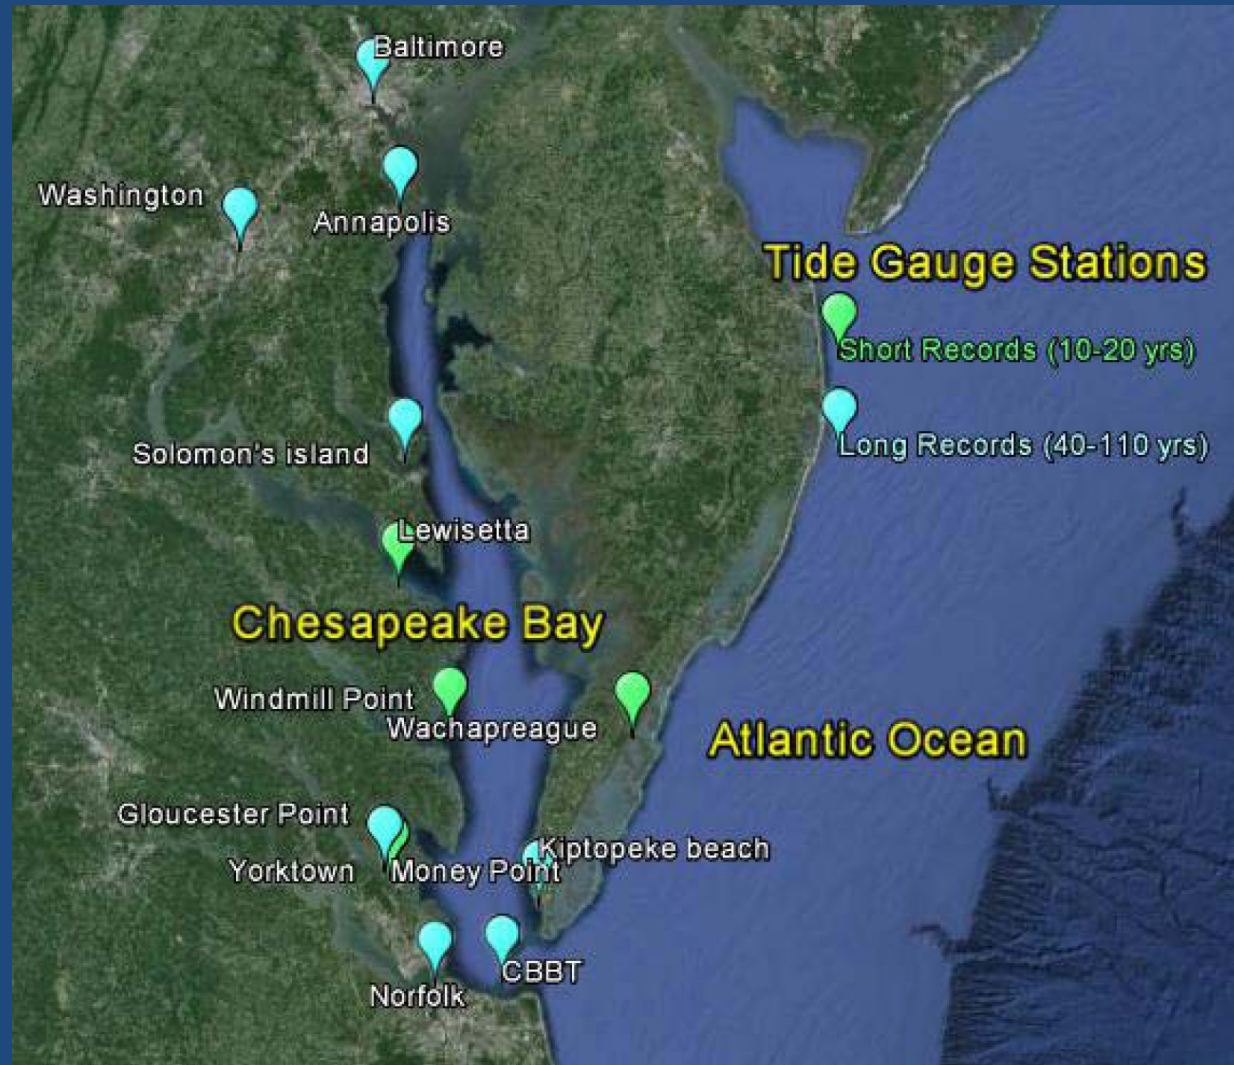 Baltimore
Washington
Annapolis
Tide Gauge Stations
Short Records (10-20 yrs)
Long Records (40-110 yrs)
Solomon's island
Lewisetta
Chesapeake Bay
Windmill Point
Wachapreague
Atlantic Ocean
Gloucester Point
Kiptopeke beach
Yorktown
Money Point
CBBT
Norfolk